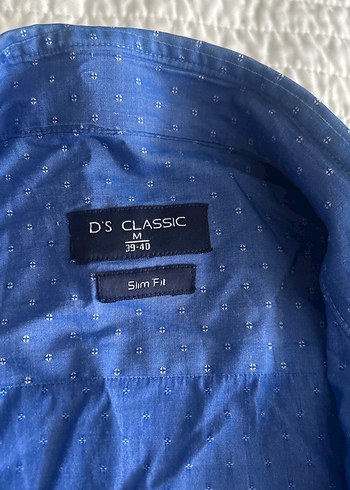 D'S CLASSIC
M
39-40
Slim Fit